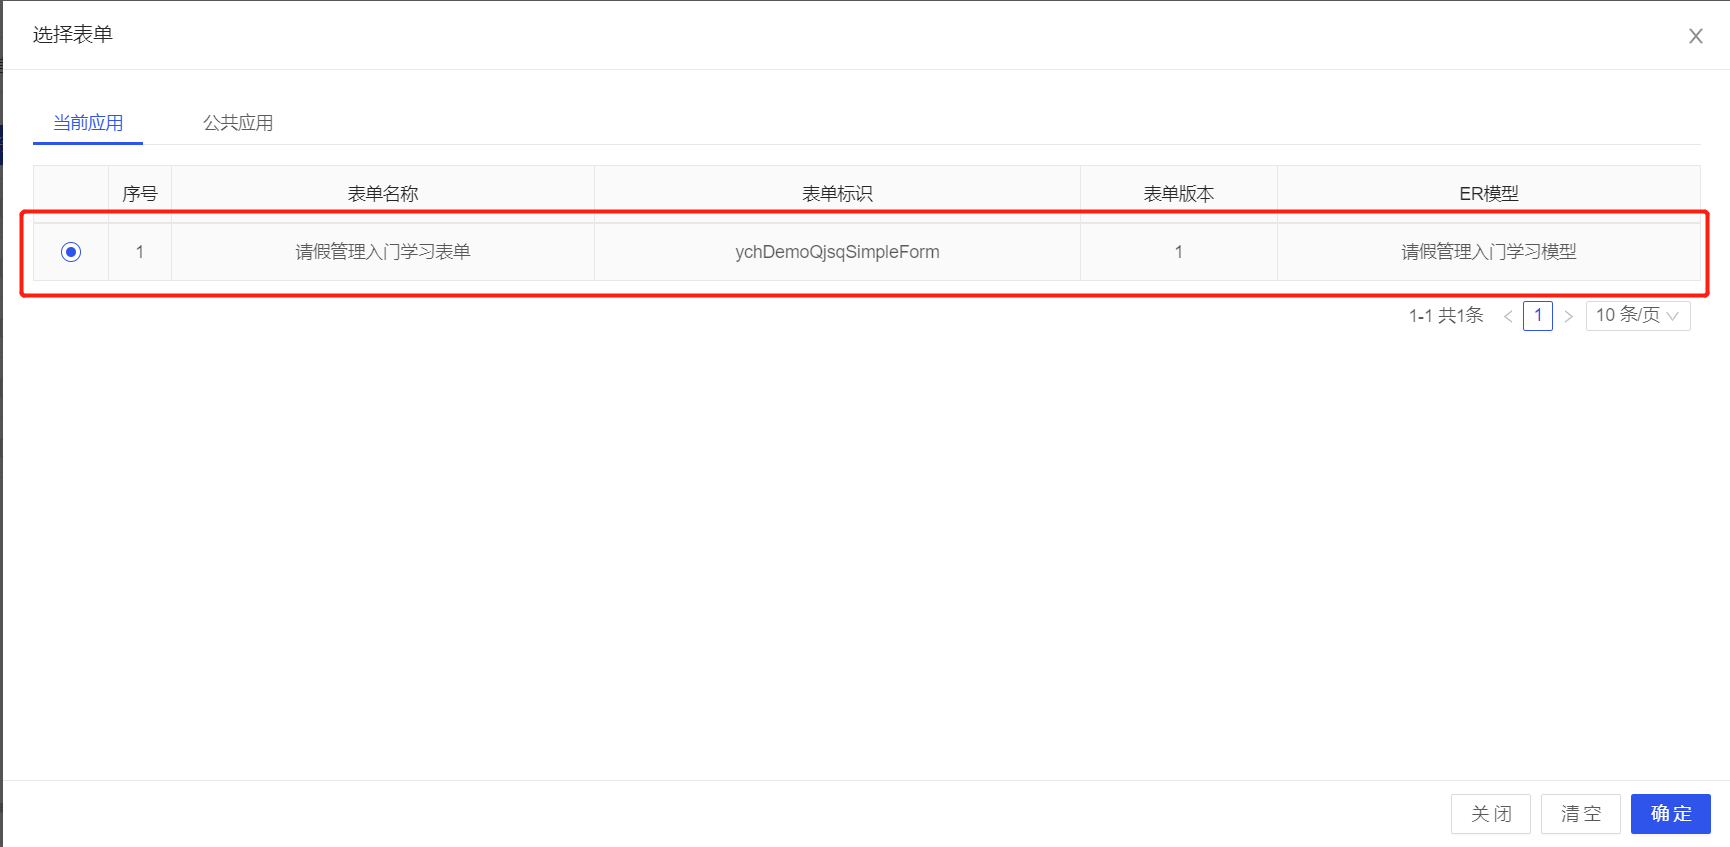 选择表单
当前应用 公共应用
序号 表单名称 表单标识 表单版本 ER模型
1 请假管理入门学习表单 ychDemoQjsqSimpleForm 1 请假管理入门学习模型
1-1 共1条 < 1 > 10 条/页
关闭 清空 确定